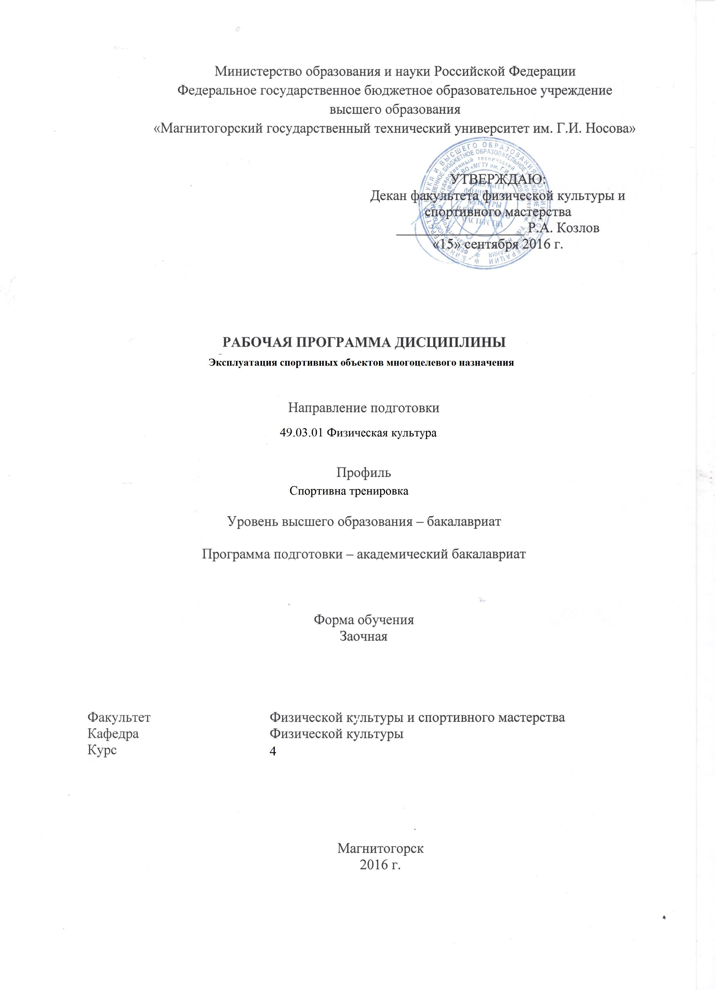 Министерство образования и науки Российской Федерации
Федеральное государственное бюджетное образовательное учреждение
высшего образования
«Магнитогорский государственный технический университет им. Г.И. Носова»
УТВЕРЖДАЮ:
Декан факультета физической культуры и
спортивного мастерства
Р.А. Козлов
«15» сентября 2016 г.
РАБОЧАЯ ПРОГРАММА ДИСЦИПЛИНЫ
Эксплуатация спортивных объектов многоцелевого назначения
Направление подготовки
49.03.01 Физическая культура
Профиль
Спортивна тренировка
Уровень высшего образования – бакалавриат
Программа подготовки – академический бакалавриат
Форма обучения
Заочная
Факультет Физической культуры и спортивного мастерства
Кафедра Физической культуры
Курс 4
Магнитогорск
2016 г.